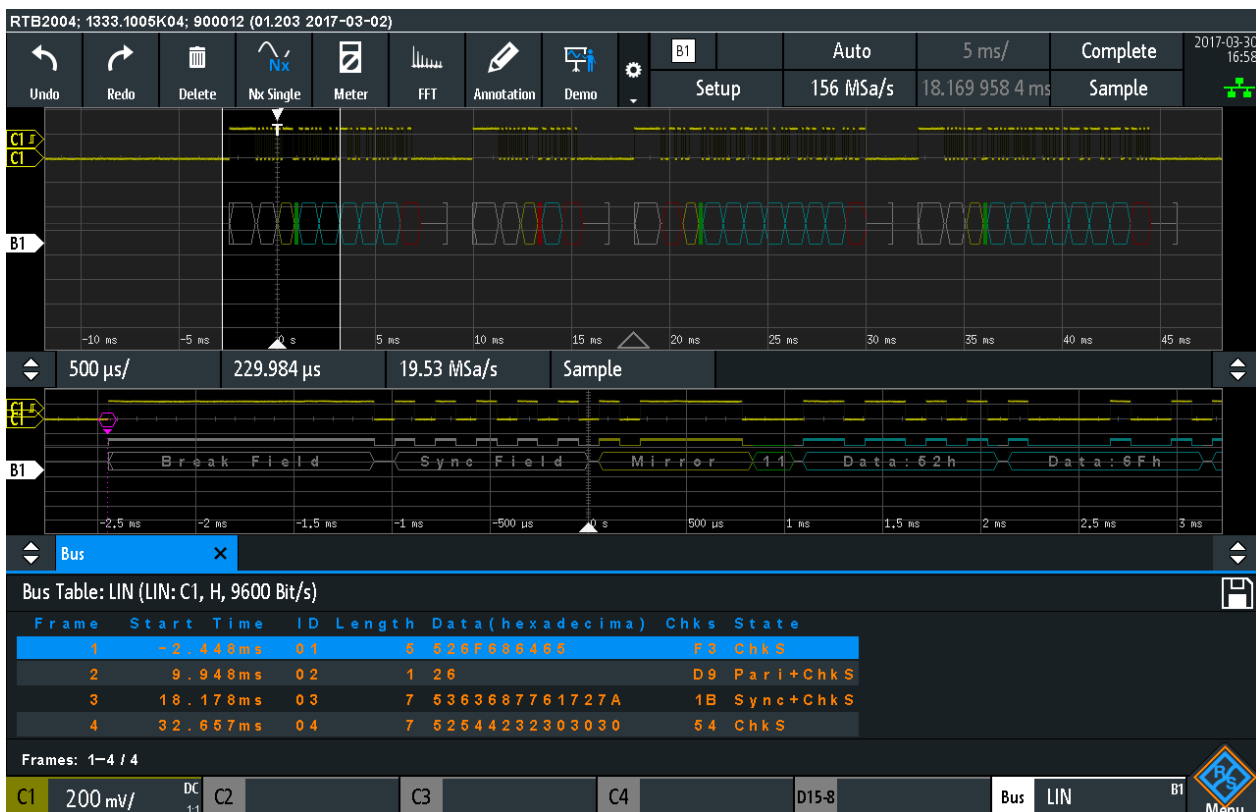 RTB2004; 1333.1005K04; 900012 (01.203 2017-03-02)
Undo Redo Delete Nx Single Meter FFT Annotation Demo
Nx
B1 Auto 5 ms/ Complete 2017-03-30
16:58
Setup 156 MSa/s 18.169 958 4 ms Sample
C1
C1
T
B1
-10 ms -5 ms 0 s 5 ms 10 ms 15 ms 20 ms 25 ms 30 ms 35 ms 40 ms 45 ms
500 µs/ 229.984 µs 19.53 MSa/s Sample
B1 Break Field Sync Field Mirror 11 Data:52h Data:6Fh
-2.5 ms -2 ms -1.5 ms -1 ms -500 µs 0 s 500 µs 1 ms 1.5 ms 2 ms 2.5 ms 3 ms
Bus ×
Bus Table: LIN (LIN: C1, H, 9600 Bit/s)
Frame Start Time ID Length Data(hexadecima) Chks State
1 -2.448ms 01 5 526F686465 F3 ChkS
2 9.948ms 02 1 26 D9 Pari+ChkS
3 18.178ms 03 7 5363687761727A 1B Sync+ChkS
4 32.657ms 04 7 52544232303030 54 ChkS
Frames: 1-4 / 4
C1 200 mV/ DC 1:1 C2 C3 C4 D15-8 Bus LIN B1 R&S
Menu